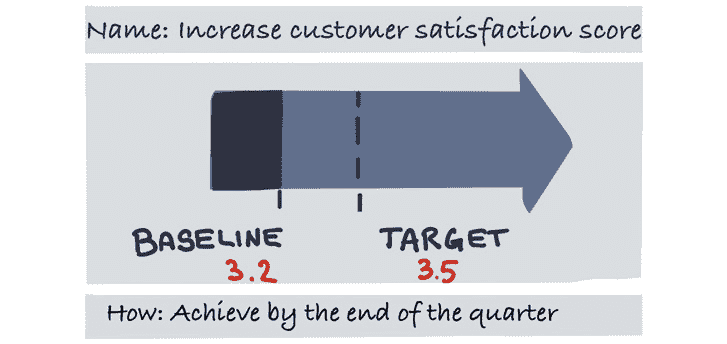 Name: Increase customer satisfaction score
BASELINE TARGET
3.2 3.5
How: Achieve by the end of the quarter